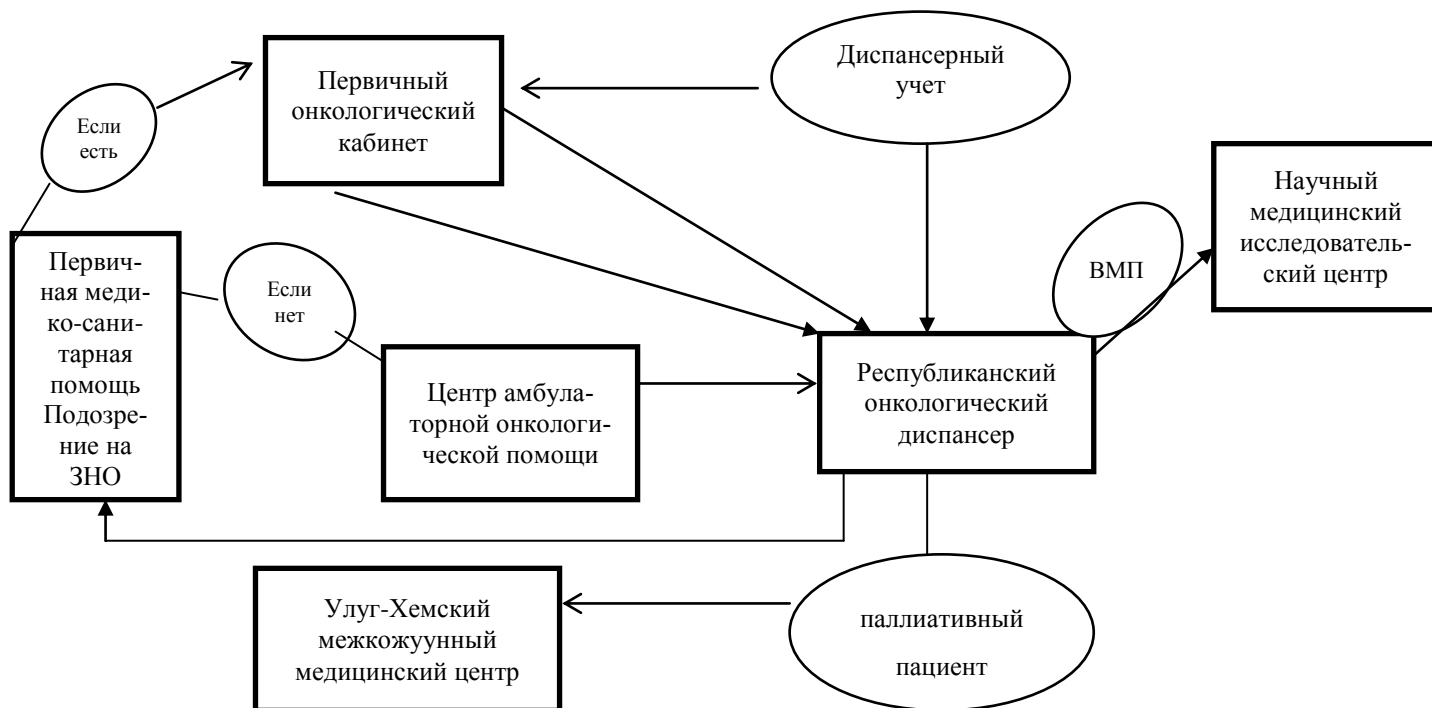 Диспансерный
учет
Первичный
онкологический
кабинет
Если
есть
Научный
медицинский
исследователь-
ский центр
ВМП
Первич-
ная меди-
ко-сани-
тарная
помощь
Подозре-
ние на
ЗНО
Если
нет
Центр амбула-
торной онкологи-
ческой помощи
Республиканский
онкологический
диспансер
Улуг-Хемский
межкожуунный
медицинский центр
паллиативный
пациент